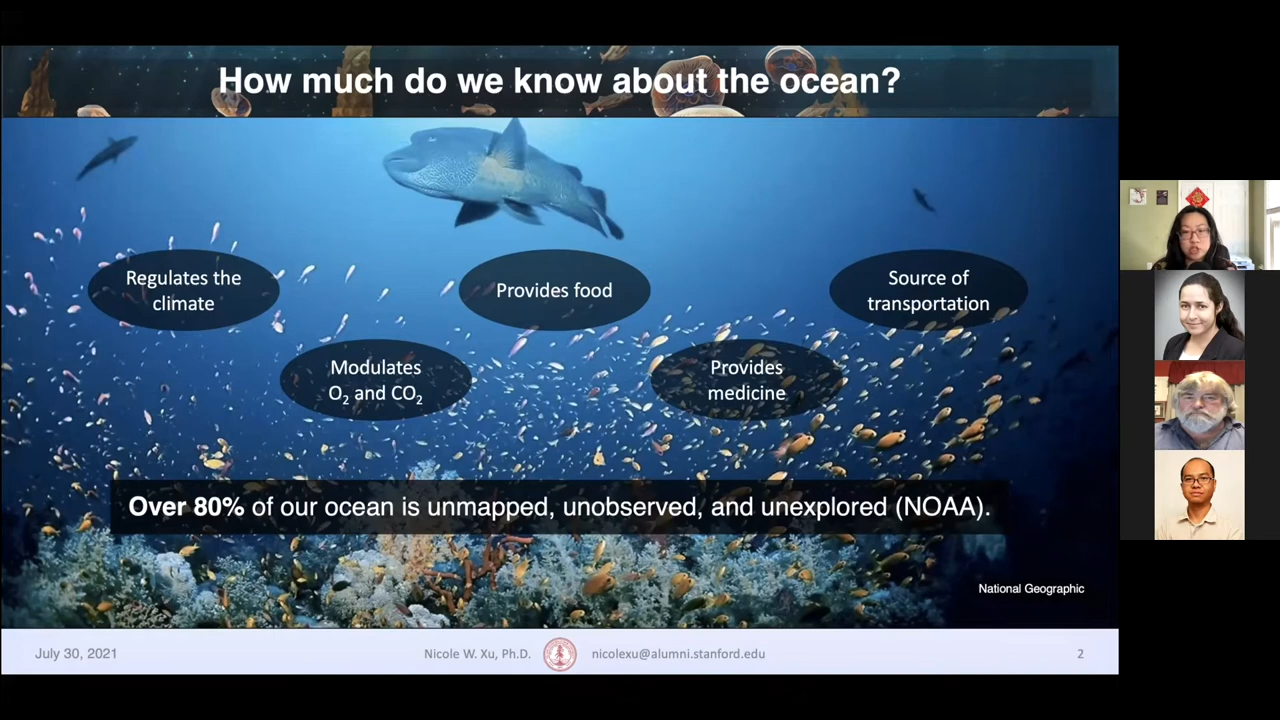 How much do we know about the ocean?
Regulates the
climate
Provides food
Source of
transportation
Modulates
O₂ and CO₂
Provides
medicine
Over 80% of our ocean is unmapped, unobserved, and unexplored (NOAA).
National Geographic
July 30, 2021
Nicole W. Xu, Ph.D.
nicolexu@alumni.stanford.edu
2